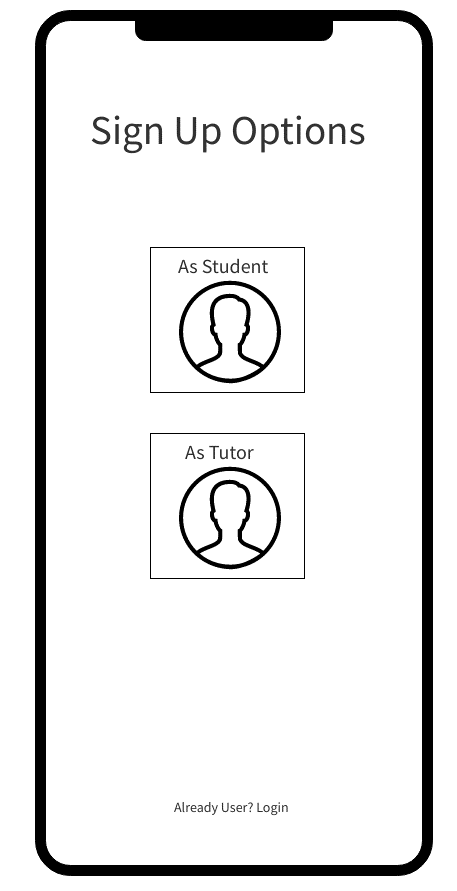 Sign Up Options
As Student
As Tutor
Already User? Login